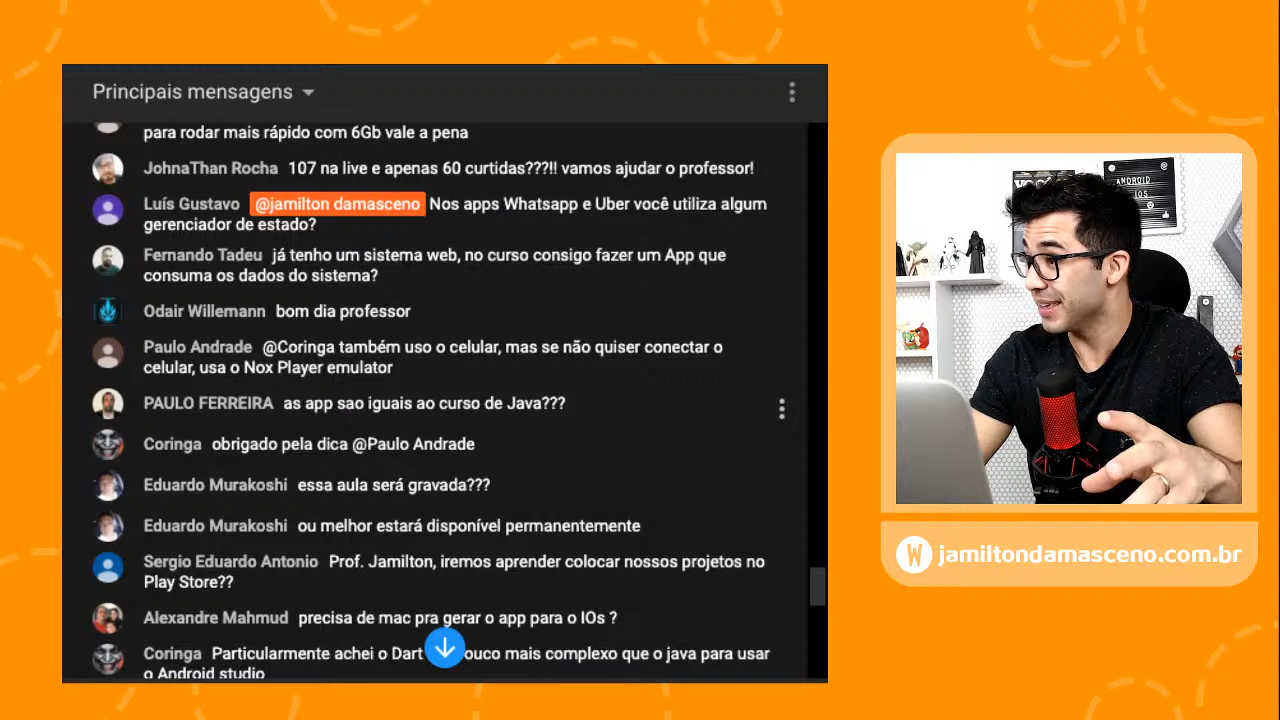 Principais mensagens
para rodar mais rápido com 6Gb vale a pena
JohnaThan Rocha 107 na live e apenas 60 curtidas???!! vamos ajudar o professor!
Luís Gustavo @jamilton damasceno Nos apps Whatsapp e Uber você utiliza algum
gerenciador de estado?
Fernando Tadeu já tenho um sistema web, no curso consigo fazer um App que
consuma os dados do sistema?
Odair Willemann bom dia professor
Paulo Andrade @Coringa também uso o celular, mas se não quiser conectar o
celular, usa o Nox Player emulator
PAULO FERREIRA as app sao iguais ao curso de Java???
Coringa obrigado pela dica @Paulo Andrade
Eduardo Murakoshi essa aula será gravada???
Eduardo Murakoshi ou melhor estará disponível permanentemente
Sergio Eduardo Antonio Prof. Jamilton, iremos aprender colocar nossos projetos no
Play Store??
Alexandre Mahmud precisa de mac pra gerar o app para o IOs ?
Coringa Particularmente achei o Dart ouco mais complexo que o java para usar
o Android studio
ANDROID
IOS
W jamiltondamasceno.com.br